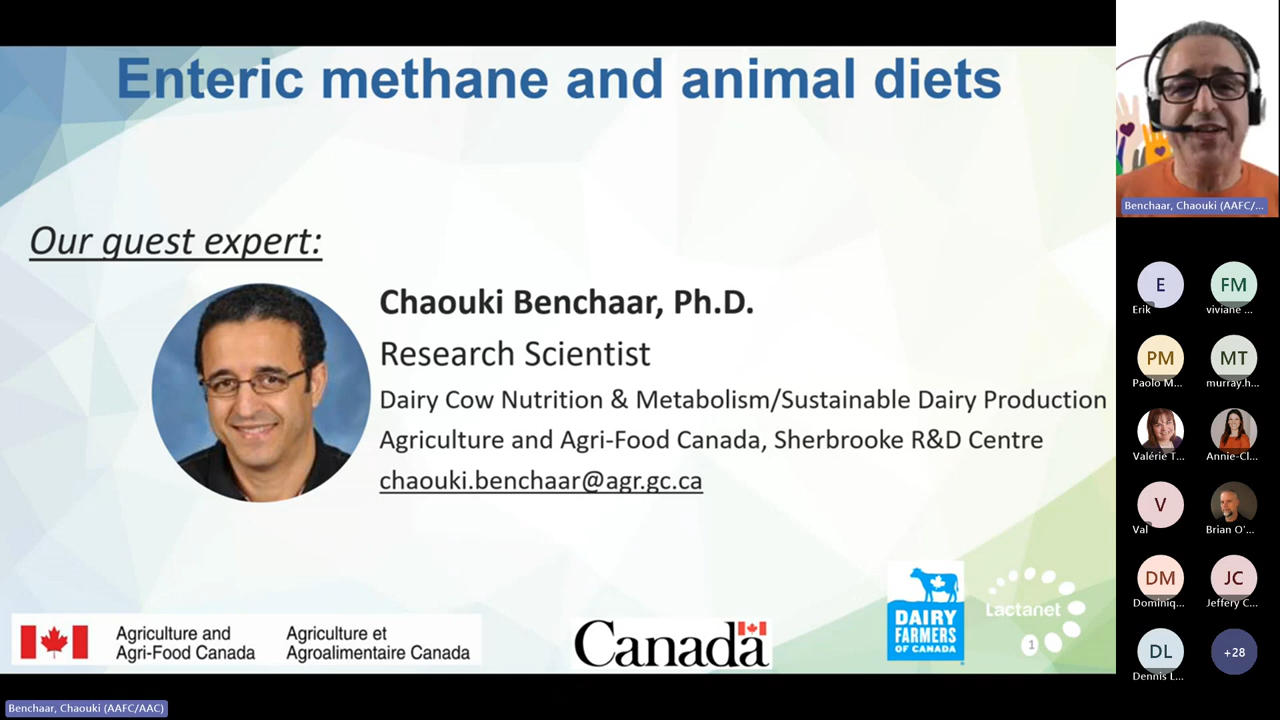 Enteric methane and animal diets
Our guest expert:
Chaouki Benchaar, Ph.D.
Research Scientist
Dairy Cow Nutrition & Metabolism/Sustainable Dairy Production
Agriculture and Agri-Food Canada, Sherbrooke R&D Centre
chaouki.benchaar@agr.gc.ca
Agriculture and
Agri-Food Canada
Agriculture et
Agroalimentaire Canada
Canada
DAIRY
FARMERS
OF CANADA
Lactanet
1
Benchaar, Chaouki (AAFC/AAC)
Benchaar, Chaouki (AAFC/...
E
Erik
FM
viviane ...
PM
Paolo M...
MT
murray.h...
Valérie T...
Annie-Cl...
V
Val
Brian O'...
DM
Dominiq...
JC
Jeffery C...
DL
Dennis L...
+28